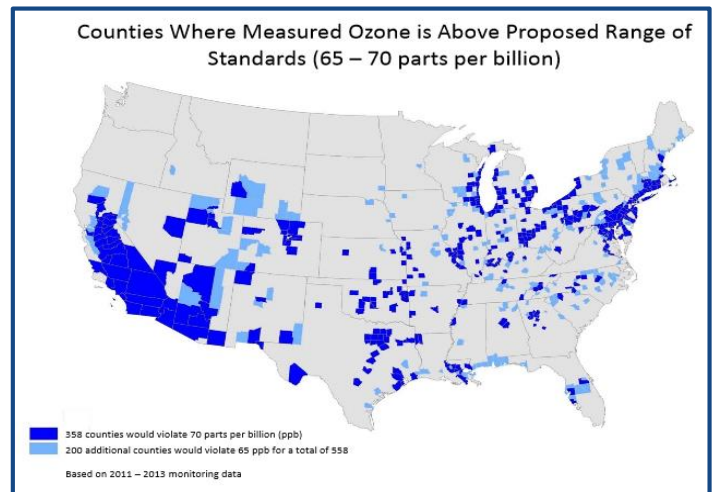 Counties Where Measured Ozone is Above Proposed Range of
Standards (65 – 70 parts per billion)
358 counties would violate 70 parts per billion (ppb)
200 additional counties would violate 65 ppb for a total of 558
Based on 2011 – 2013 monitoring data